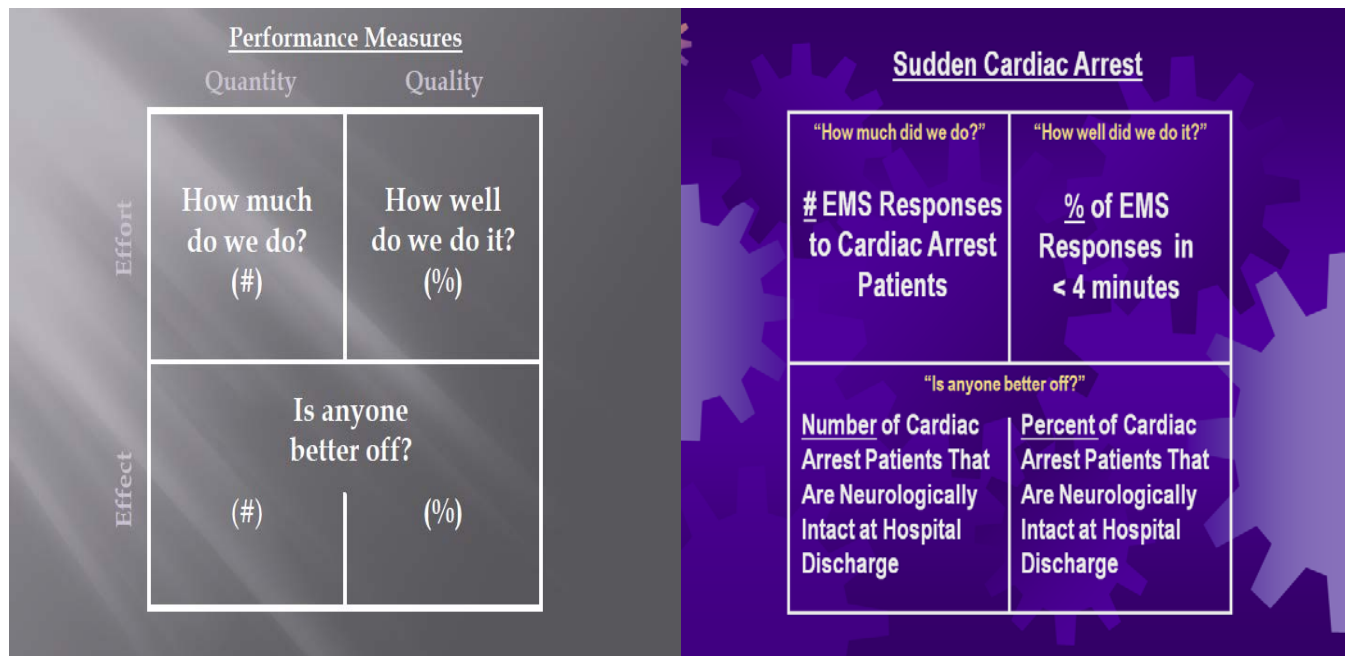 Performance Measures
Quantity
Quality
Effort
How much
do we do?
(#)
How well
do we do it?
(%)
Effect
Is anyone
better off?
(#)
(%)
Sudden Cardiac Arrest
“How much did we do?”
# EMS Responses
to Cardiac Arrest
Patients
“How well did we do it?”
% of EMS
Responses in
< 4 minutes
“Is anyone better off?”
Number of Cardiac
Arrest Patients That
Are Neurologically
Intact at Hospital
Discharge
Percent of Cardiac
Arrest Patients That
Are Neurologically
Intact at Hospital
Discharge